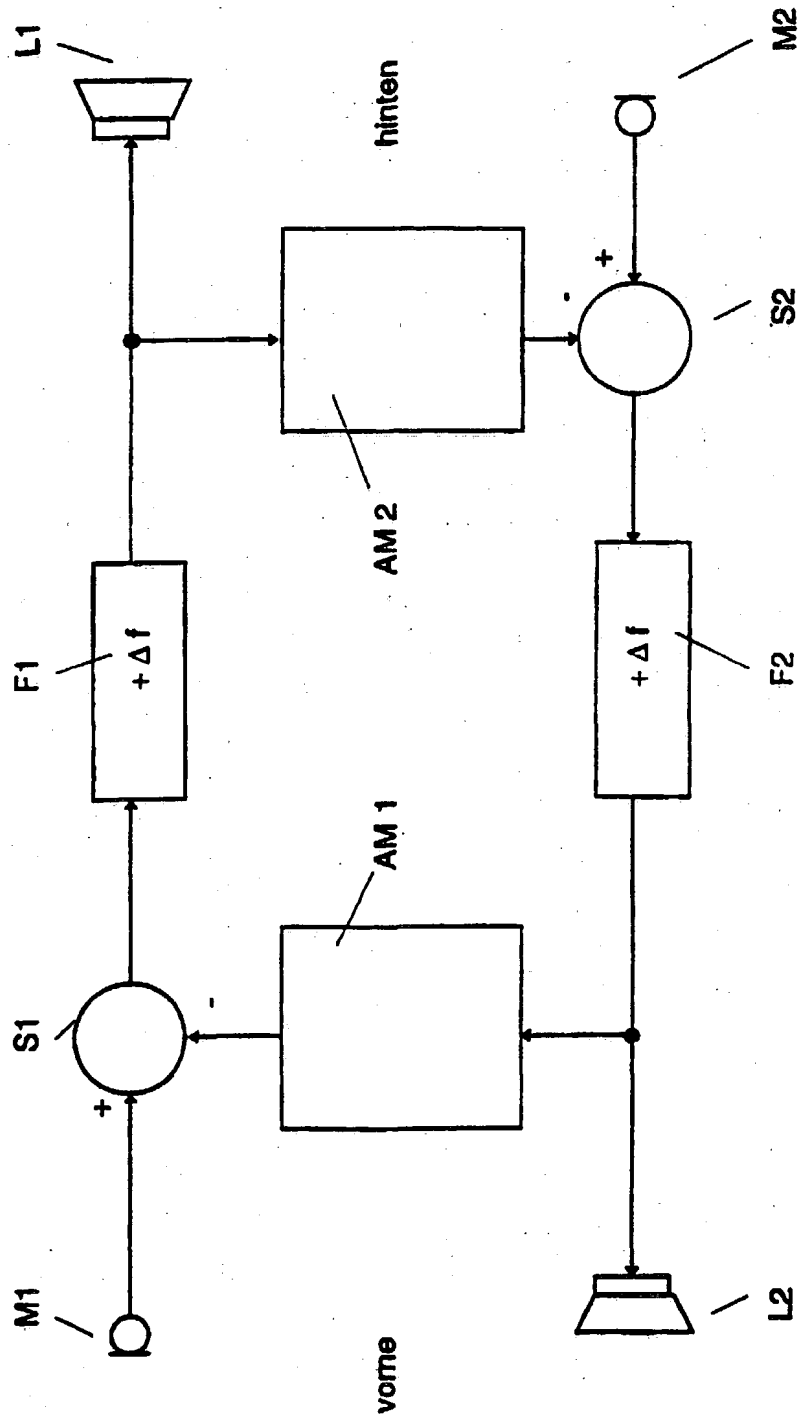 M1
S1
F1
L1
+
+ Δ f
-
vorne
AM 1
AM 2
hinten
-
+
+ Δ f
L2
F2
S2
M2